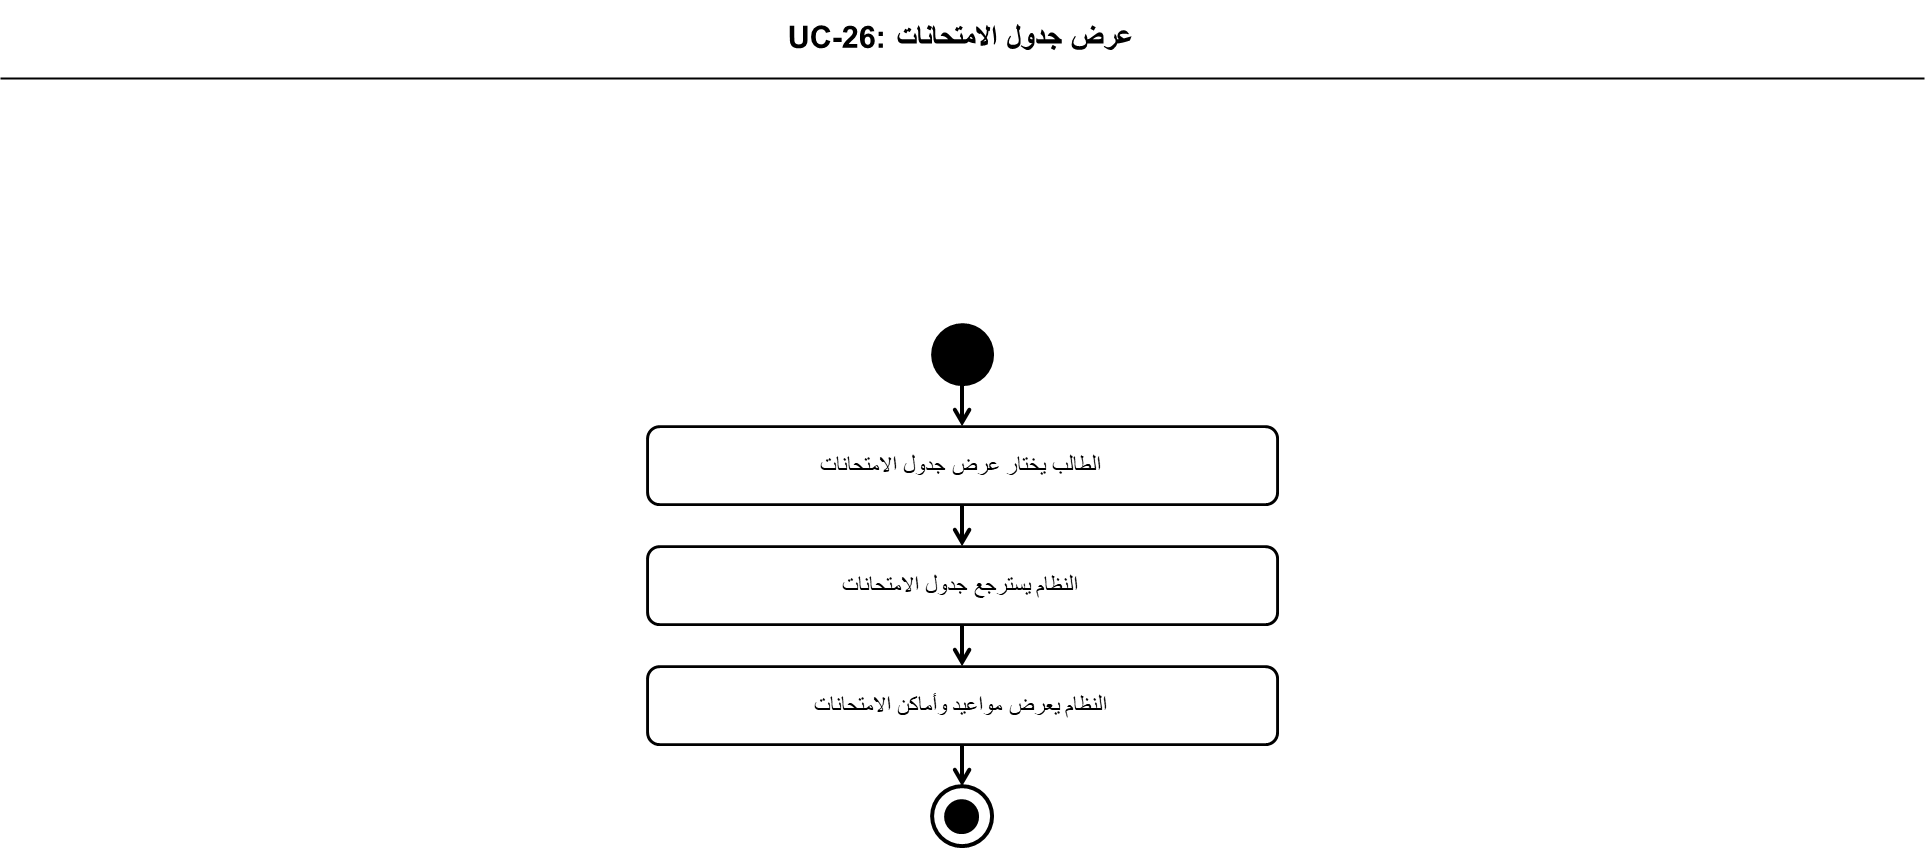 UC-26: عرض جدول الامتحانات
الطالب يختار عرض جدول الامتحانات
النظام يسترجع جدول الامتحانات
النظام يعرض مواعيد وأماكن الامتحانات